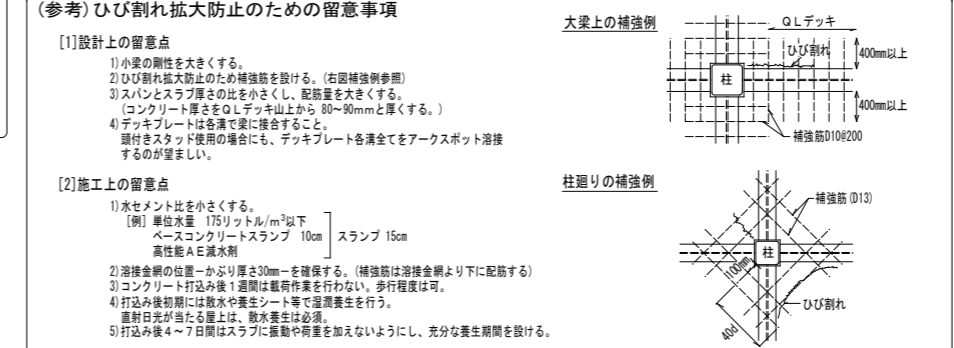 (参考)ひび割れ拡大防止のための留意事項
[1]設計上の留意点
1)小梁の剛性を大きくする。
2)ひび割れ拡大防止のため補強筋を設ける。(右図補強例参照)
3)スパンとスラブ厚さの比を小さくし、配筋量を大きくする。
(コンクリート厚さをQLデッキ山上から 80~90mmと厚くする。)
4)デッキプレートは各溝で梁に接合すること。
頭付きスタッド使用の場合にも、デッキプレート各溝全てをアークスポット溶接
するのが望ましい。
[2]施工上の留意点
1)水セメント比を小さくする。
[例] 単位水量 175リットル/m³以下
ベースコンクリートスランプ 10cm
高性能AE減水剤
スランプ 15cm
2)溶接金網の位置-かぶり厚さ30mm-を確保する。(補強筋は溶接金網より下に配筋する)
3)コンクリート打込み後1週間は載荷作業を行わない。歩行程度は可。
4)打込み後初期には散水や養生シート等で湿潤養生を行う。
直射日光が当たる屋上は、散水養生は必須。
5)打込み後4~7日間はスラブに振動や荷重を加えないようにし、充分な養生期間を設ける。
大梁上の補強例
QLデッキ
ひび割れ
400mm以上
柱
400mm以上
補強筋D10@200
柱廻りの補強例
補強筋(D13)
柱
100mm
ひび割れ
40d